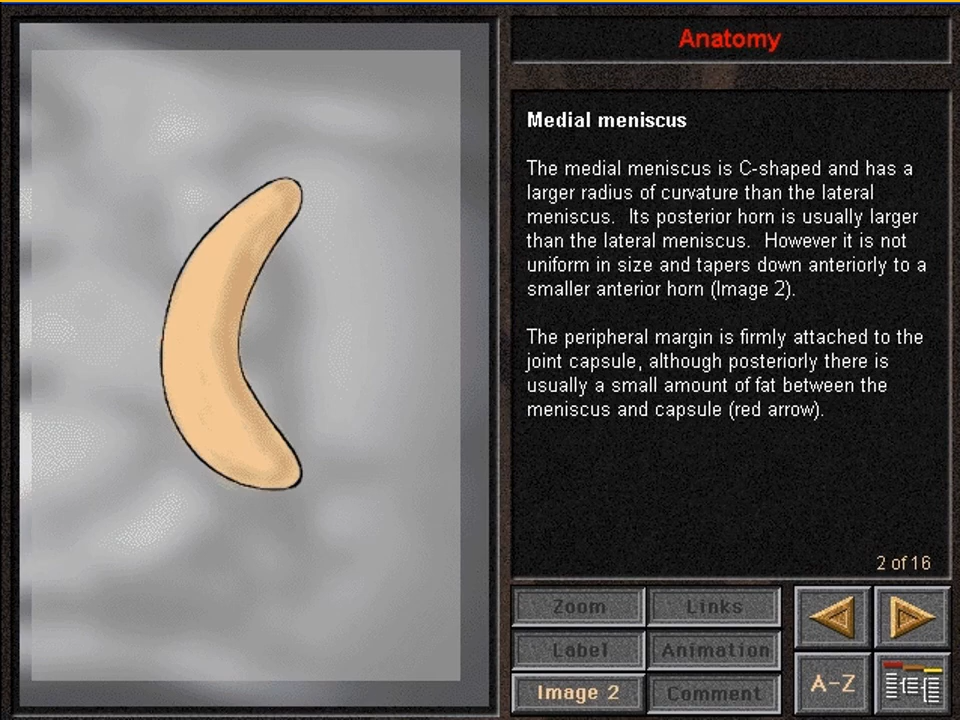 Anatomy
Medial meniscus
The medial meniscus is C-shaped and has a
larger radius of curvature than the lateral
meniscus.  Its posterior horn is usually larger
than the lateral meniscus.  However it is not
uniform in size and tapers down anteriorly to a
smaller anterior horn (Image 2).
The peripheral margin is firmly attached to the
joint capsule, although posteriorly there is
usually a small amount of fat between the
meniscus and capsule (red arrow).
2 of 16
Zoom
Links
Label
Animation
Image 2
Comment
A-Z